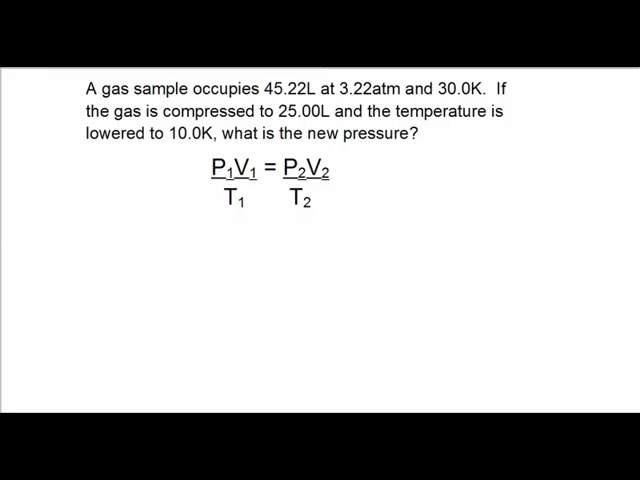 A gas sample occupies 45.22L at 3.22atm and 30.0K. If
the gas is compressed to 25.00L and the temperature is
lowered to 10.0K, what is the new pressure?
P₁V₁ = P₂V₂
T₁ T₂